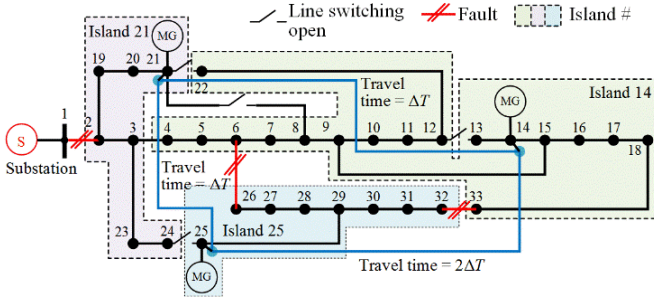 Line switching
open
Fault
Island #
Island 21
MG
19
20
21
22
Travel
time = ΔT
Island 14
MG
1
2
3
4
5
6
7
8
9
10
11
12
13
14
15
16
17
18
S
Substation
Travel
time = ΔT
26
27
28
29
30
31
32
33
23
24
25
Island 25
MG
Travel time = 2ΔT